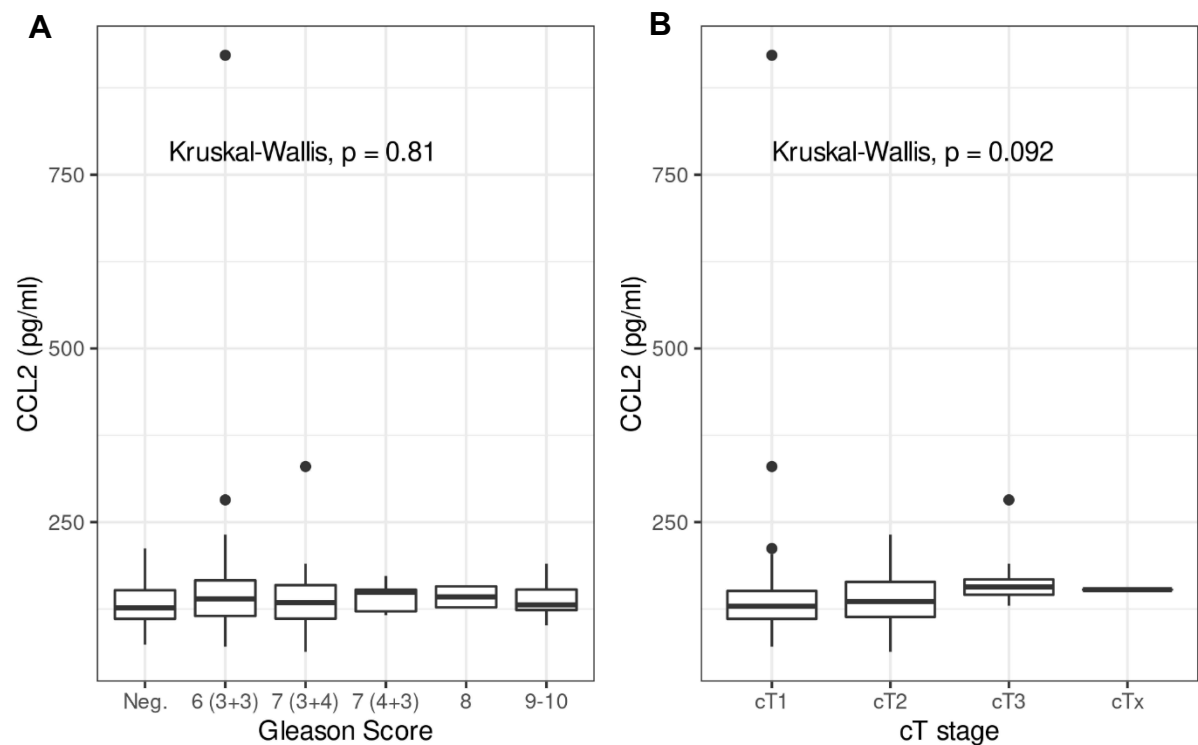 A
Kruskal-Wallis, p = 0.81
750
500
250
CCL2 (pg/ml)
Neg. 6 (3+3) 7 (3+4) 7 (4+3) 8 9-10
Gleason Score
B
Kruskal-Wallis, p = 0.092
750
500
250
CCL2 (pg/ml)
cT1 cT2 cT3 cTx
cT stage